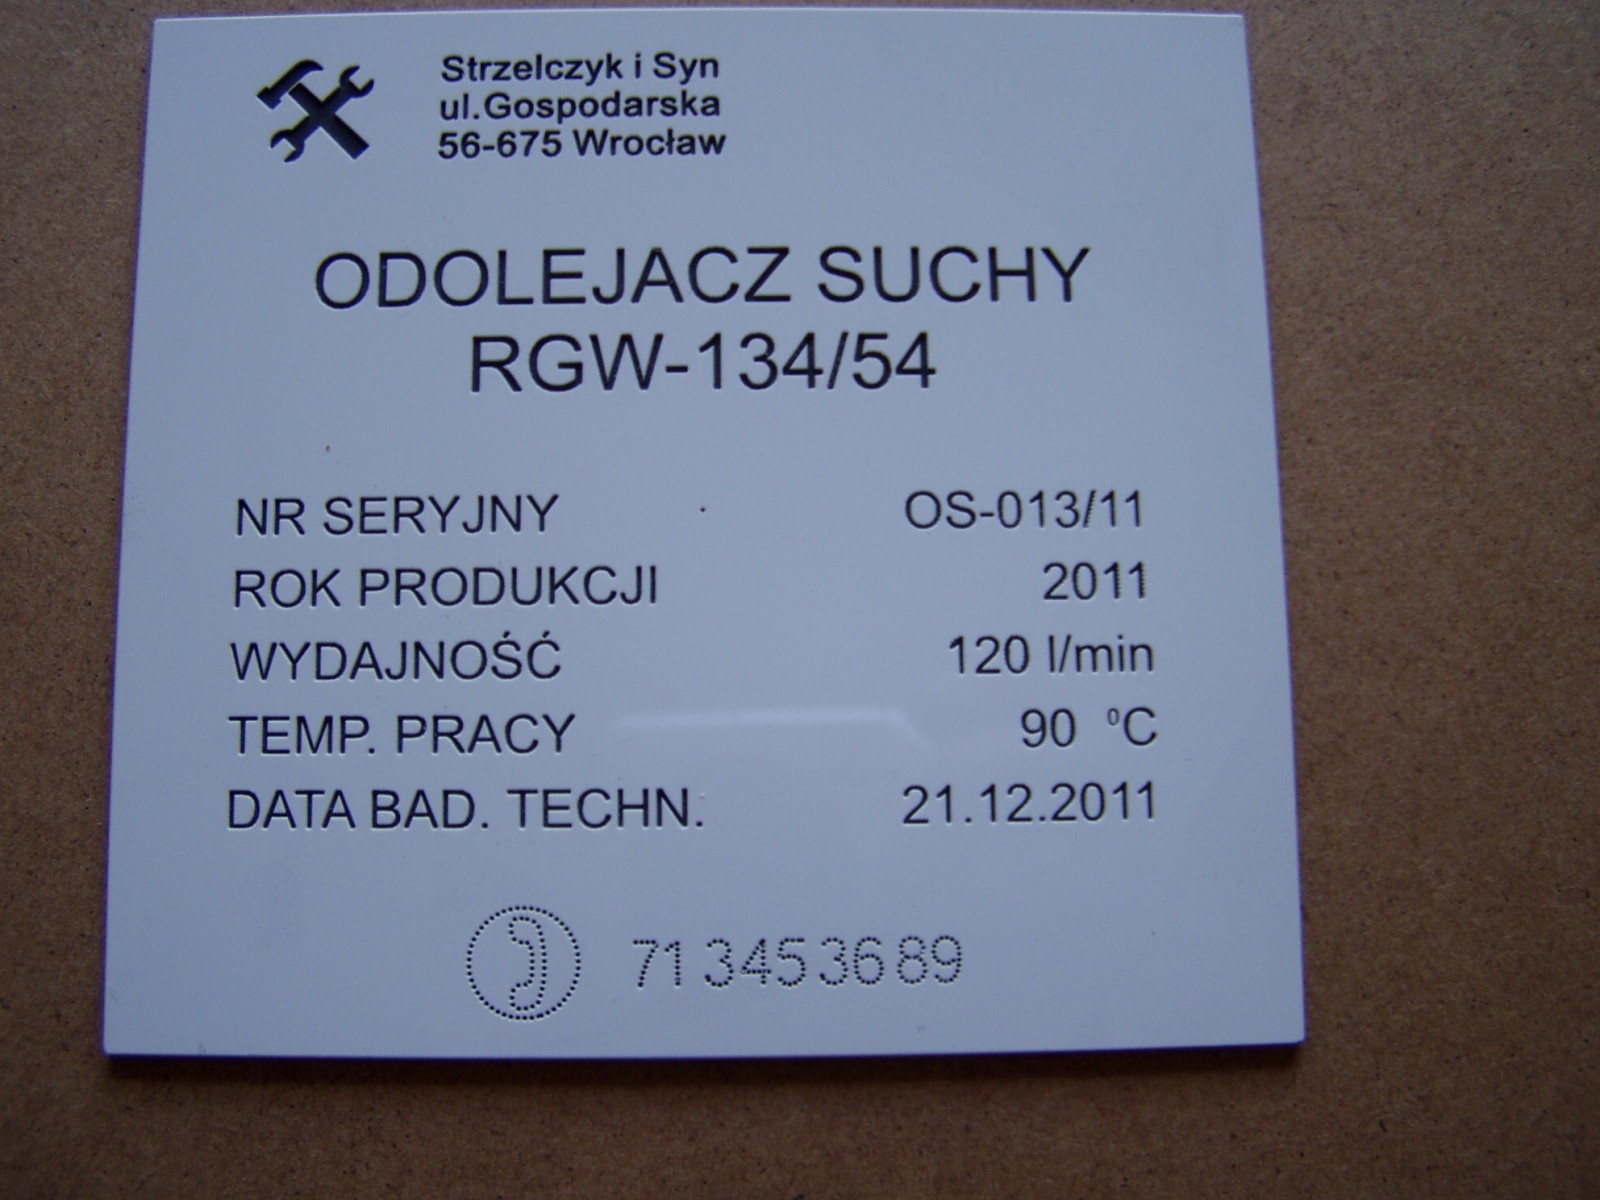 Strzelczyk i Syn
ul.Gospodarska
56-675 Wrocław
ODOLEJACZ SUCHY
RGW-134/54
NR SERYJNY OS-013/11
ROK PRODUKCJI 2011
WYDAJNOŚĆ 120 l/min
TEMP. PRACY 90 ⁰C
DATA BAD. TECHN. 21.12.2011
71 345 36 89